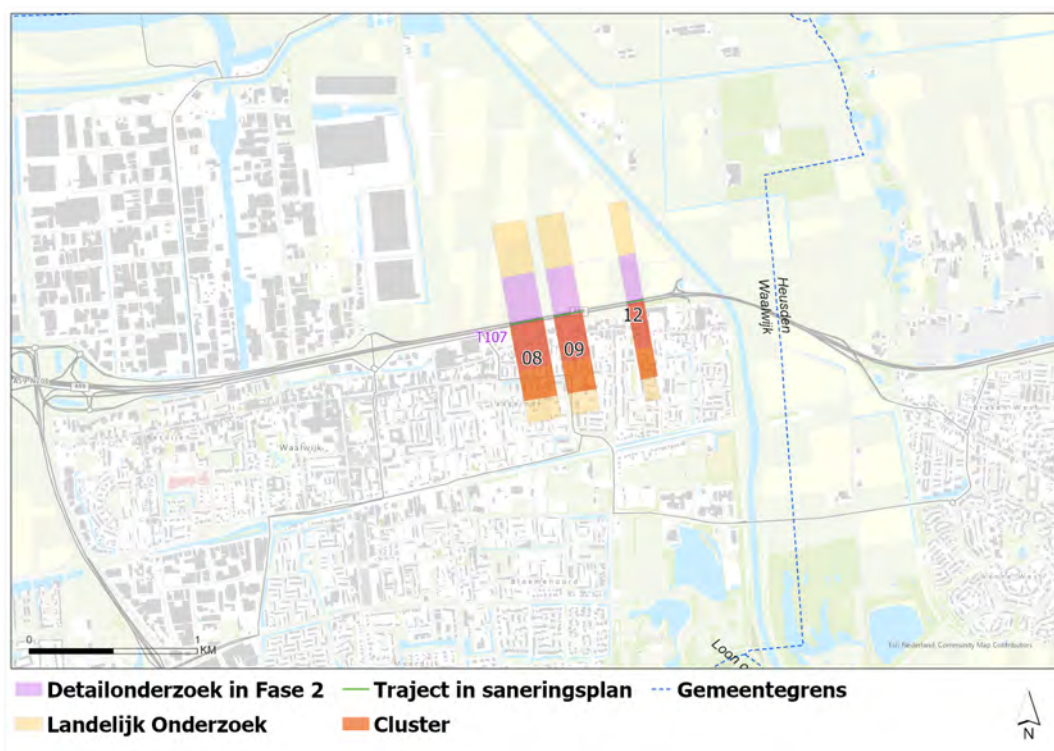 Heusden
Waalwijk
12
T107
08
09
Waalwijk
Bloemenoord
Loon o
0
1
KM
Esri Nederland, Community Map Contributors
Detailonderzoek in Fase 2
Traject in saneringsplan
Gemeentegrens
Landelijk Onderzoek
Cluster
N